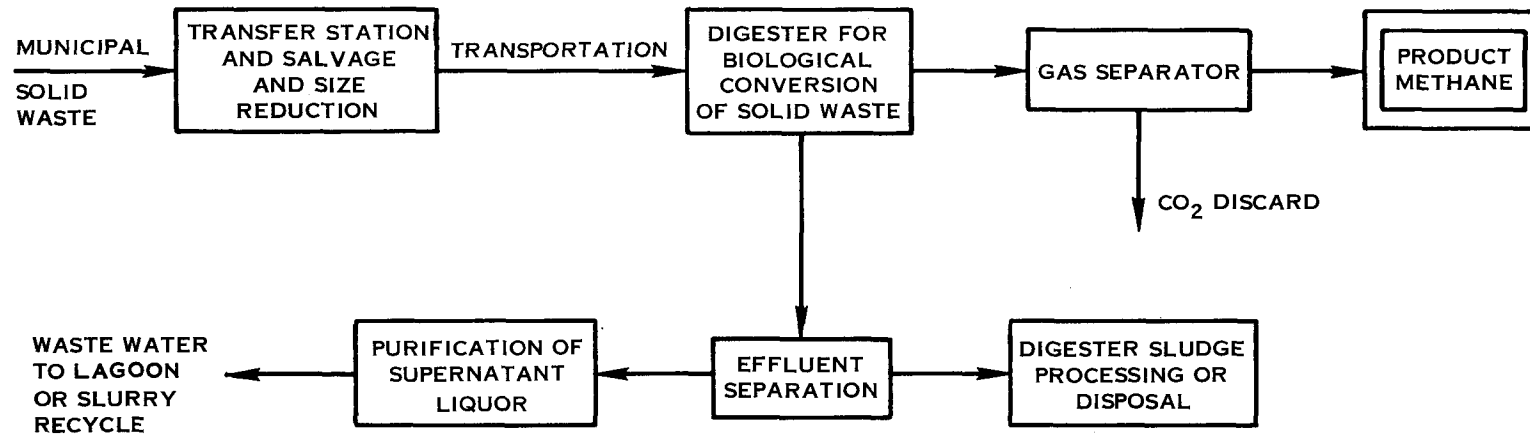 MUNICIPAL
SOLID
WASTE
TRANSFER STATION
AND SALVAGE
AND SIZE
REDUCTION
TRANSPORTATION
DIGESTER FOR
BIOLOGICAL
CONVERSION
OF SOLID WASTE
GAS SEPARATOR
PRODUCT
METHANE
CO₂ DISCARD
WASTE WATER
TO LAGOON
OR SLURRY
RECYCLE
PURIFICATION OF
SUPERNATANT
LIQUOR
EFFLUENT
SEPARATION
DIGESTER SLUDGE
PROCESSING OR
DISPOSAL